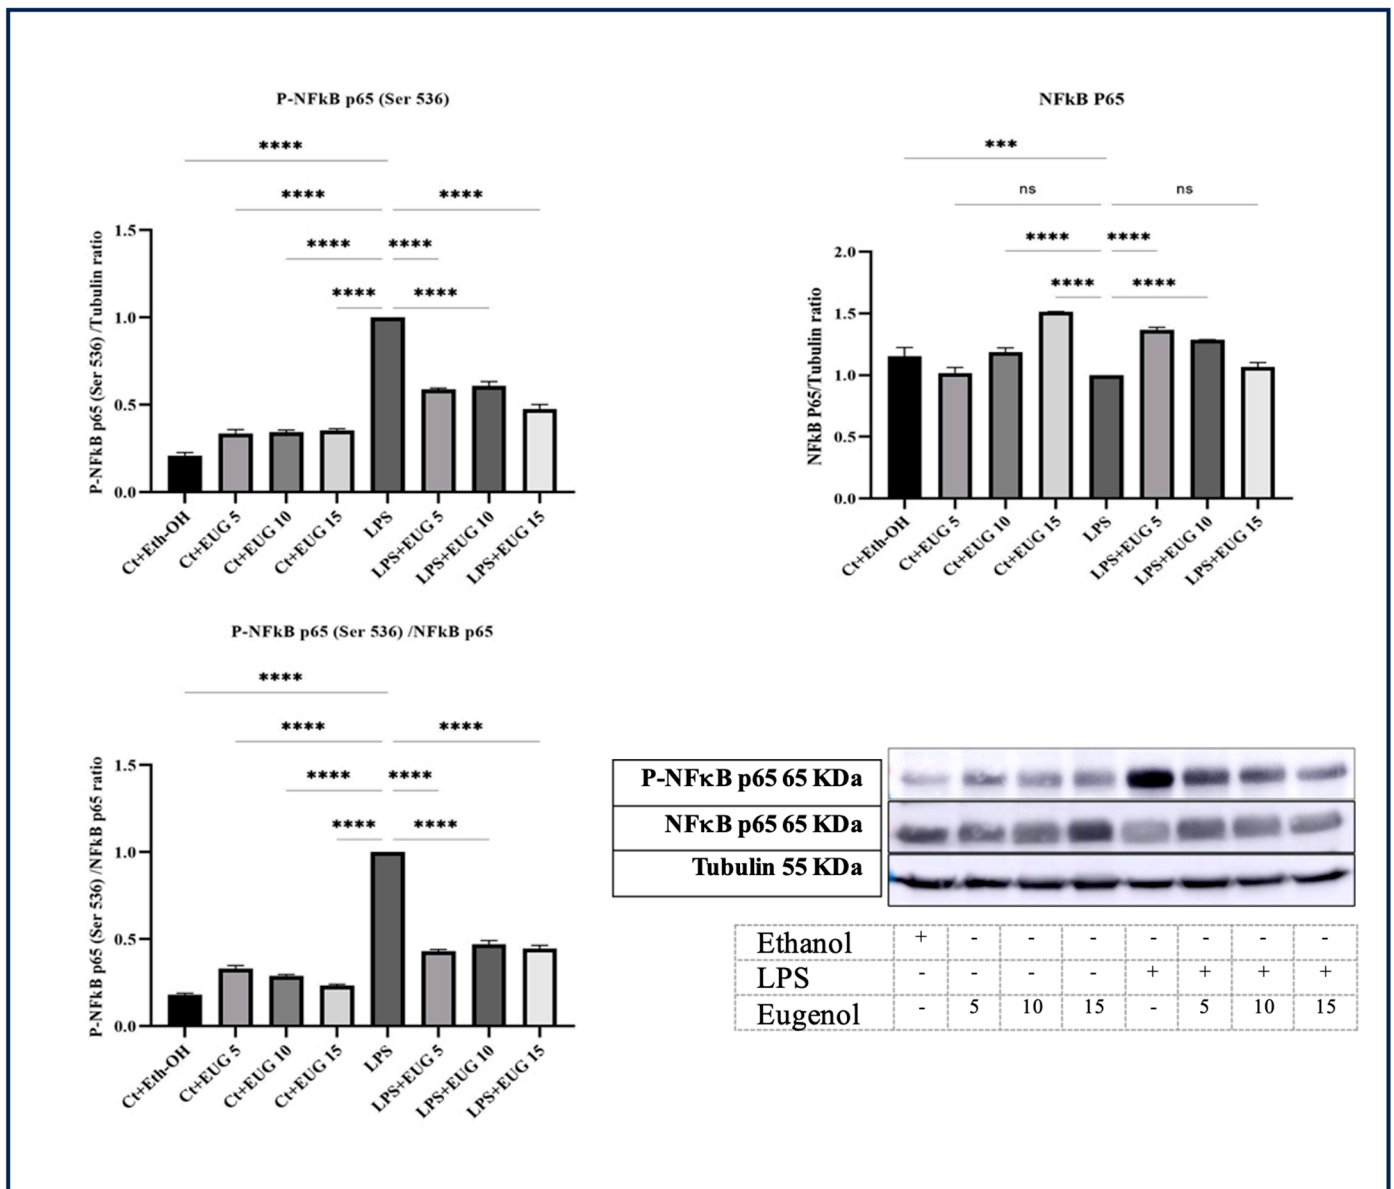 P-NFkB p65 (Ser 536)
****
**** ****
**** ****
**** ****
P-NFkB p65 (Ser 536) /Tubulin ratio
1.5
1.0
0.5
0.0
Ct+Eth-OH
Ct+EUG 5
Ct+EUG 10
Ct+EUG 15
LPS
LPS+EUG 5
LPS+EUG 10
LPS+EUG 15
NFkB P65
***
ns ns
**** ****
**** ****
NFkB P65/Tubulin ratio
2.0
1.5
1.0
0.5
0.0
Ct+Eth-OH
Ct+EUG 5
Ct+EUG 10
Ct+EUG 15
LPS
LPS+EUG 5
LPS+EUG 10
LPS+EUG 15
P-NFkB p65 (Ser 536) /NFkB p65
****
**** ****
**** ****
**** ****
P-NFkB p65 (Ser 536) /NFkB p65 ratio
1.5
1.0
0.5
0.0
Ct+Eth-OH
Ct+EUG 5
Ct+EUG 10
Ct+EUG 15
LPS
LPS+EUG 5
LPS+EUG 10
LPS+EUG 15
P-NFκB p65 65 KDa
NFκB p65 65 KDa
Tubulin 55 KDa
Ethanol + - - - - - - -
LPS - - - - + + + +
Eugenol - 5 10 15 - 5 10 15